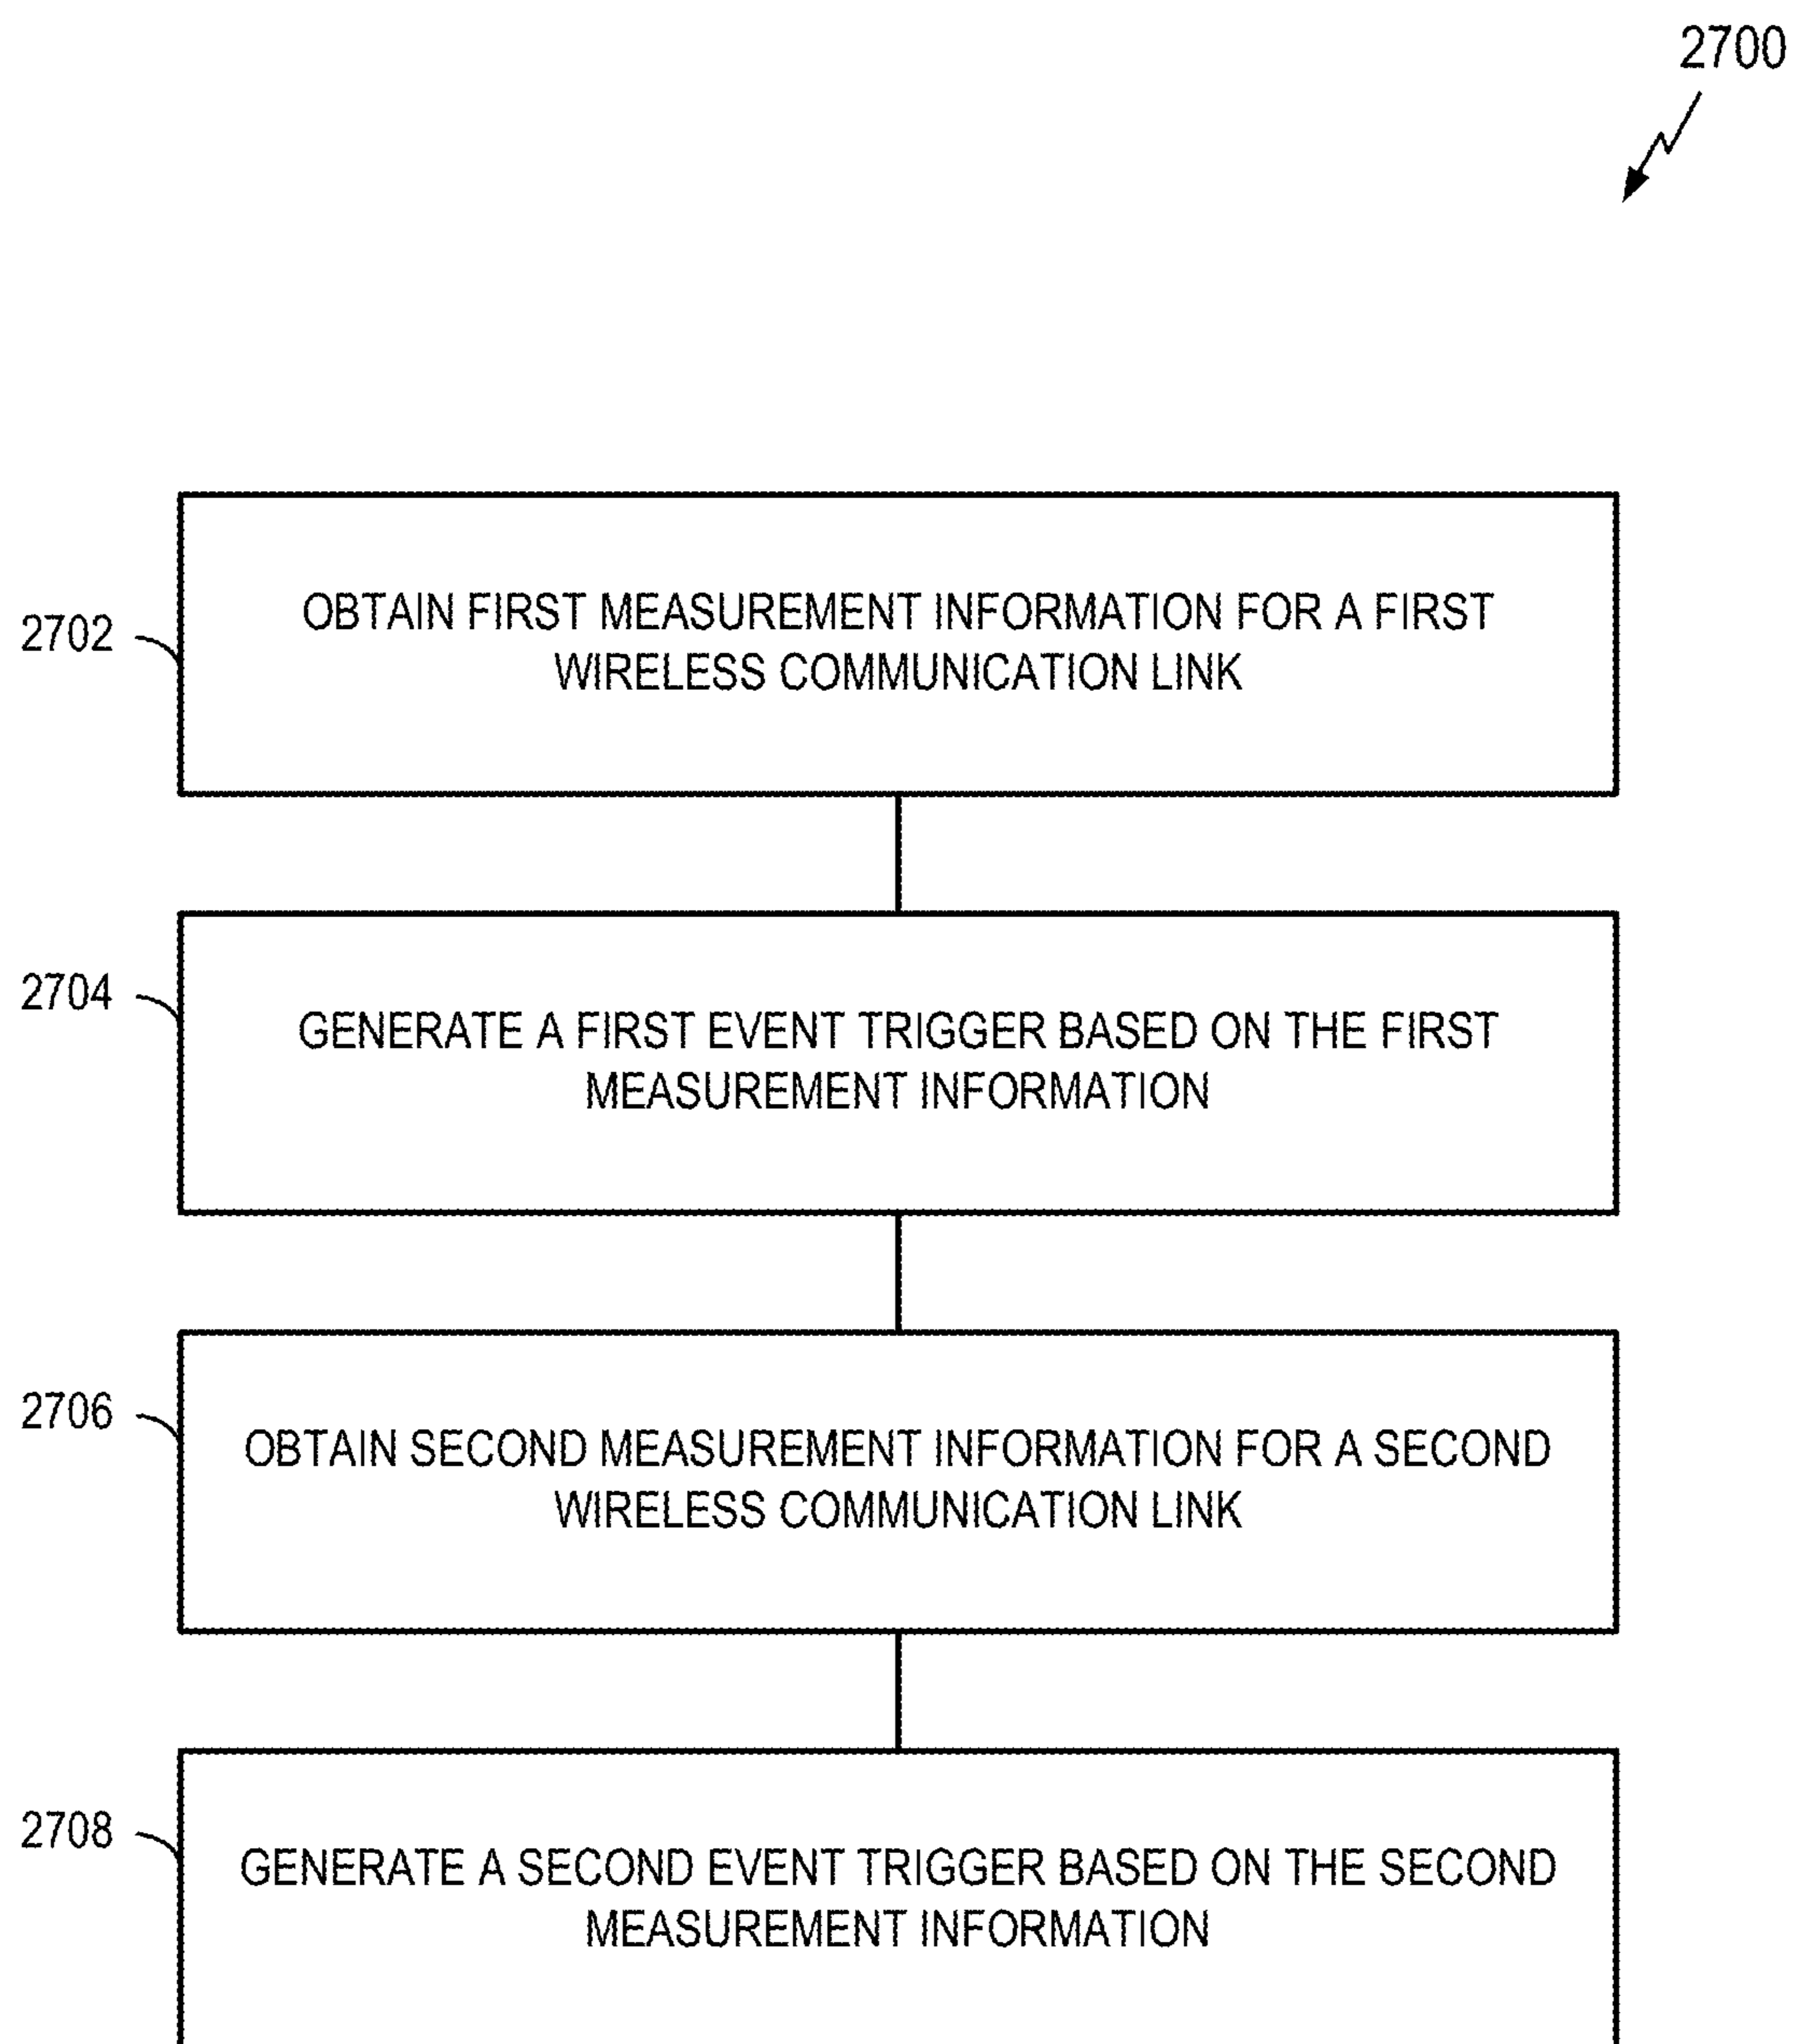 2700
2702
OBTAIN FIRST MEASUREMENT INFORMATION FOR A FIRST
WIRELESS COMMUNICATION LINK
2704
GENERATE A FIRST EVENT TRIGGER BASED ON THE FIRST
MEASUREMENT INFORMATION
2706
OBTAIN SECOND MEASUREMENT INFORMATION FOR A SECOND
WIRELESS COMMUNICATION LINK
2708
GENERATE A SECOND EVENT TRIGGER BASED ON THE SECOND
MEASUREMENT INFORMATION